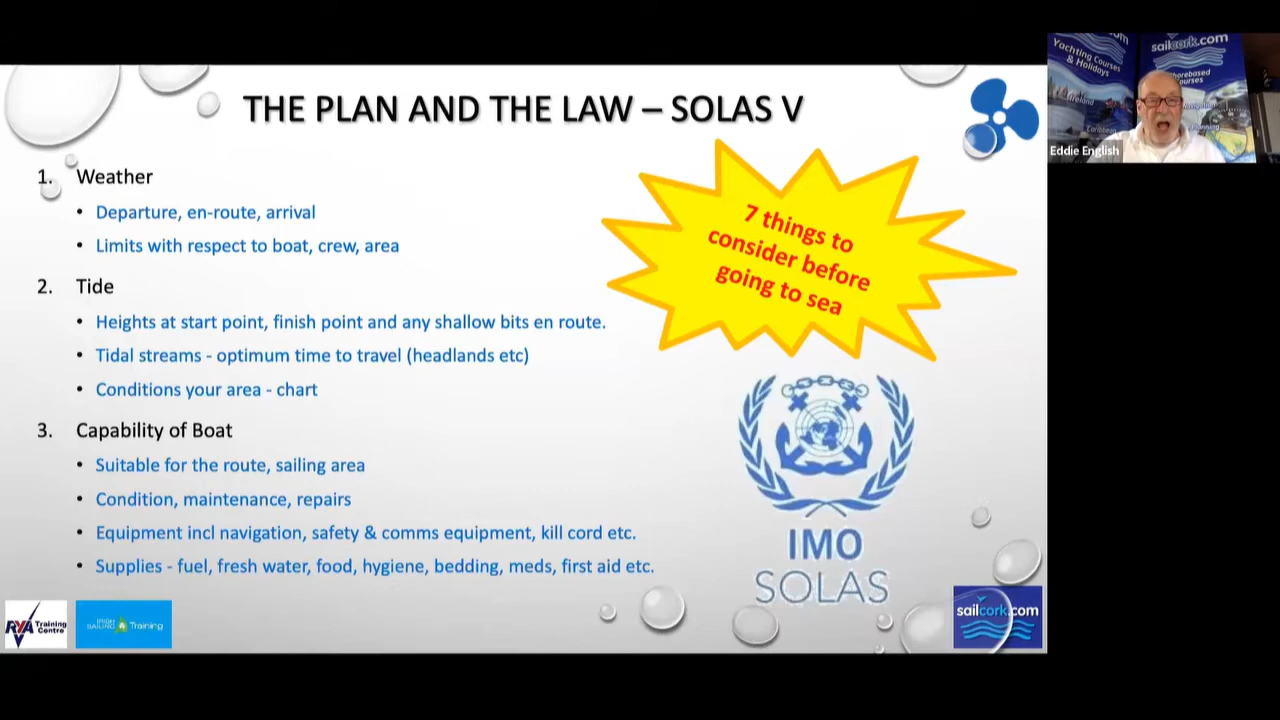 THE PLAN AND THE LAW – SOLAS V
1. Weather
• Departure, en-route, arrival
• Limits with respect to boat, crew, area
2. Tide
• Heights at start point, finish point and any shallow bits en route.
• Tidal streams - optimum time to travel (headlands etc)
• Conditions your area - chart
3. Capability of Boat
• Suitable for the route, sailing area
• Condition, maintenance, repairs
• Equipment incl navigation, safety & comms equipment, kill cord etc.
• Supplies - fuel, fresh water, food, hygiene, bedding, meds, first aid etc.
7 things to
consider before
going to sea
IMO
SOLAS
RYA Training
Centre
IRISH
SAILING Training
sailcork.com
Yachting Courses
& Holidays
Ireland
Caribbean
sailcork.com
Shorebased
Courses
Eddie English